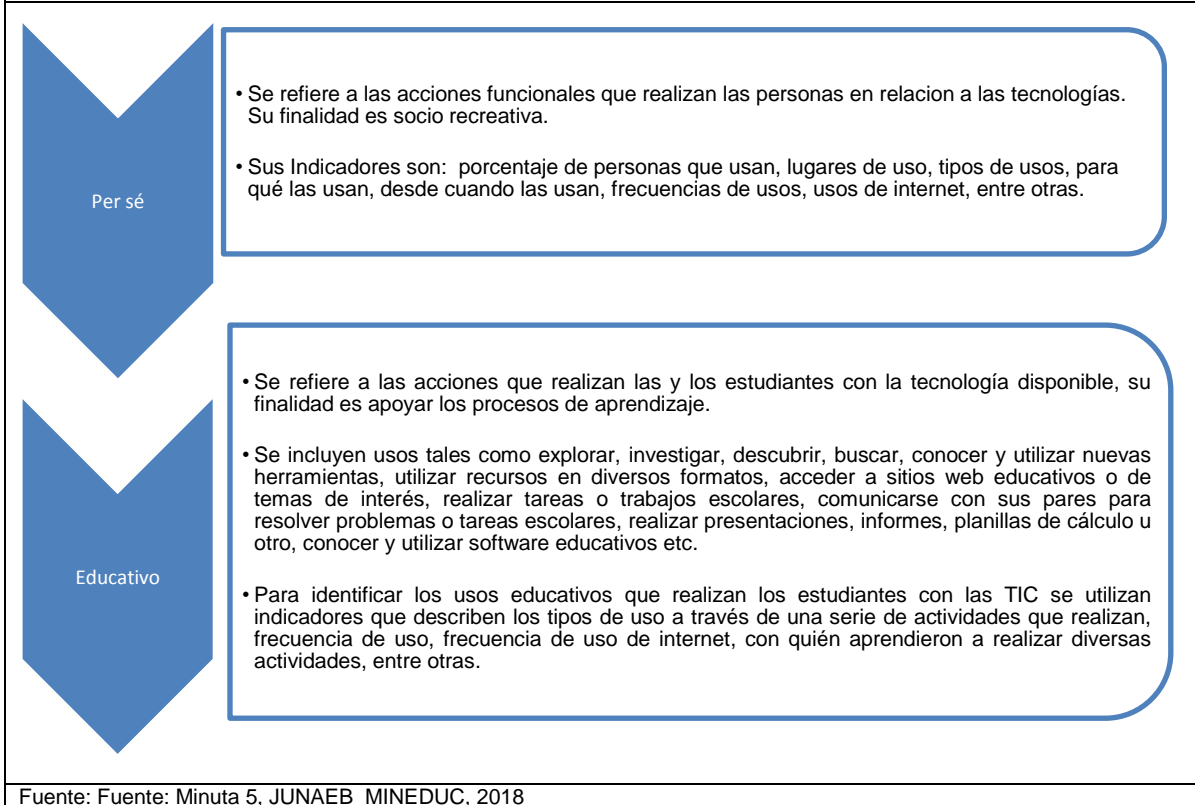 Per sé
• Se refiere a las acciones funcionales que realizan las personas en relacion a las tecnologías.
Su finalidad es socio recreativa.
• Sus Indicadores son: porcentaje de personas que usan, lugares de uso, tipos de usos, para
qué las usan, desde cuando las usan, frecuencias de usos, usos de internet, entre otras.
Educativo
• Se refiere a las acciones que realizan las y los estudiantes con la tecnología disponible, su
finalidad es apoyar los procesos de aprendizaje.
• Se incluyen usos tales como explorar, investigar, descubrir, buscar, conocer y utilizar nuevas
herramientas, utilizar recursos en diversos formatos, acceder a sitios web educativos o de
temas de interés, realizar tareas o trabajos escolares, comunicarse con sus pares para
resolver problemas o tareas escolares, realizar presentaciones, informes, planillas de cálculo u
otro, conocer y utilizar software educativos etc.
• Para identificar los usos educativos que realizan los estudiantes con las TIC se utilizan
indicadores que describen los tipos de uso a través de una serie de actividades que realizan,
frecuencia de uso, frecuencia de uso de internet, con quién aprendieron a realizar diversas
actividades, entre otras.
Fuente: Fuente: Minuta 5, JUNAEB_MINEDUC, 2018